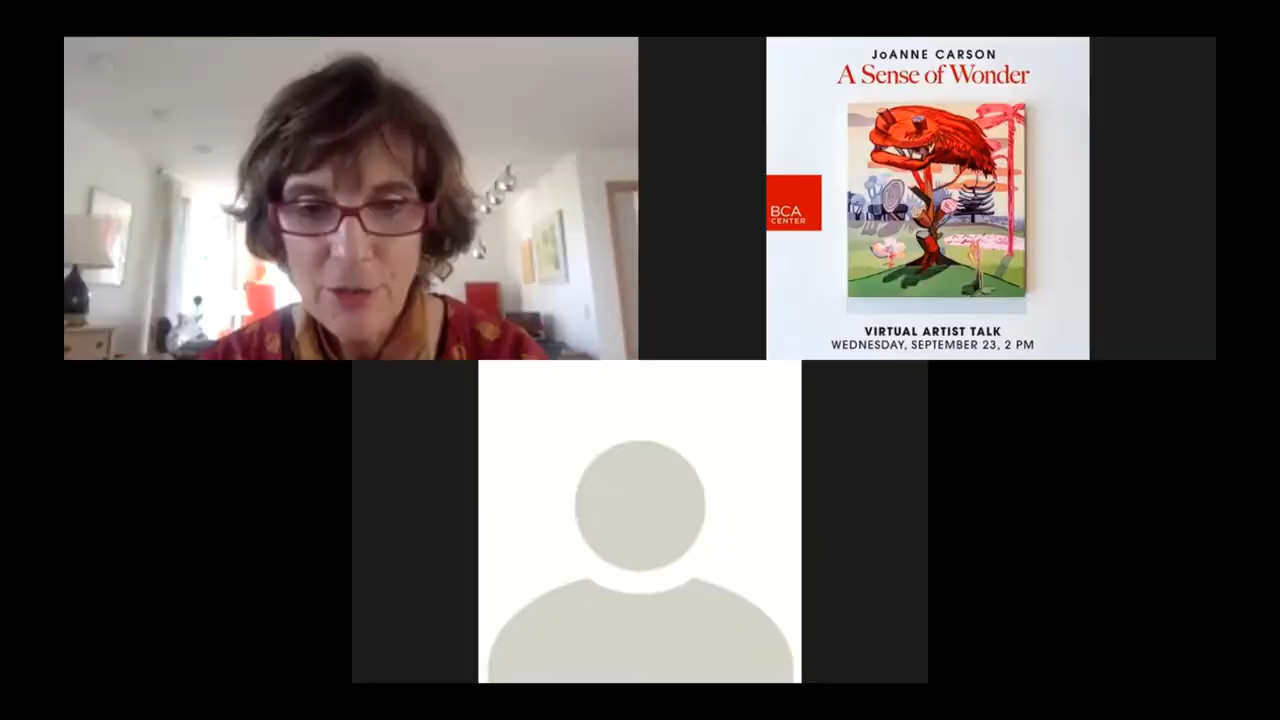 JoANNE CARSON
A Sense of Wonder
BCA
CENTER
VIRTUAL ARTIST TALK
WEDNESDAY, SEPTEMBER 23, 2 PM